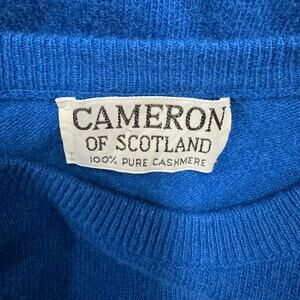 CAMERON
OF SCOTLAND
100% PURE CASHMERE